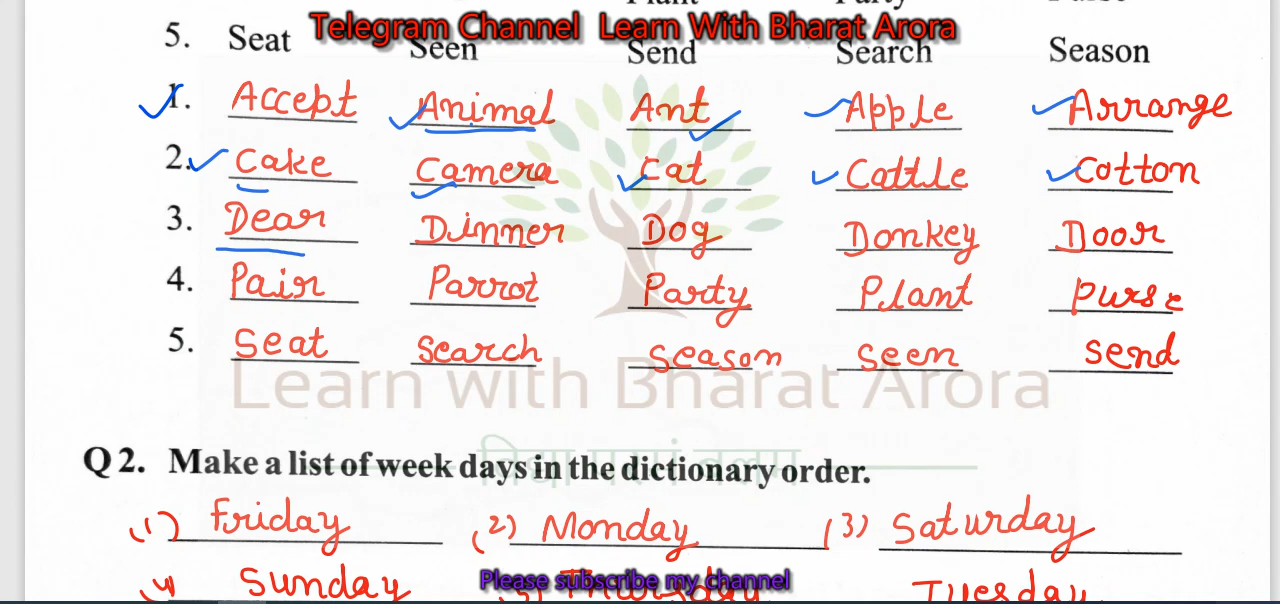 Telegram Channel Learn With Bharat Arora
5. Seat Seen Send Search Season
1. Accept Animal Ant Apple Arrange
2. Cake Camera Cat Cattle Cotton
3. Dear Dinner Dog Donkey Door
4. Pair Parrot Party Plant purse
5. Seat Search Season Seen Send
Learn with Bharat Arora
Q 2. Make a list of week days in the dictionary order.
(1) Friday (2) Monday (3) Saturday
Please subscribe my channel
(4) Sunday (5) Thursday Tuesday